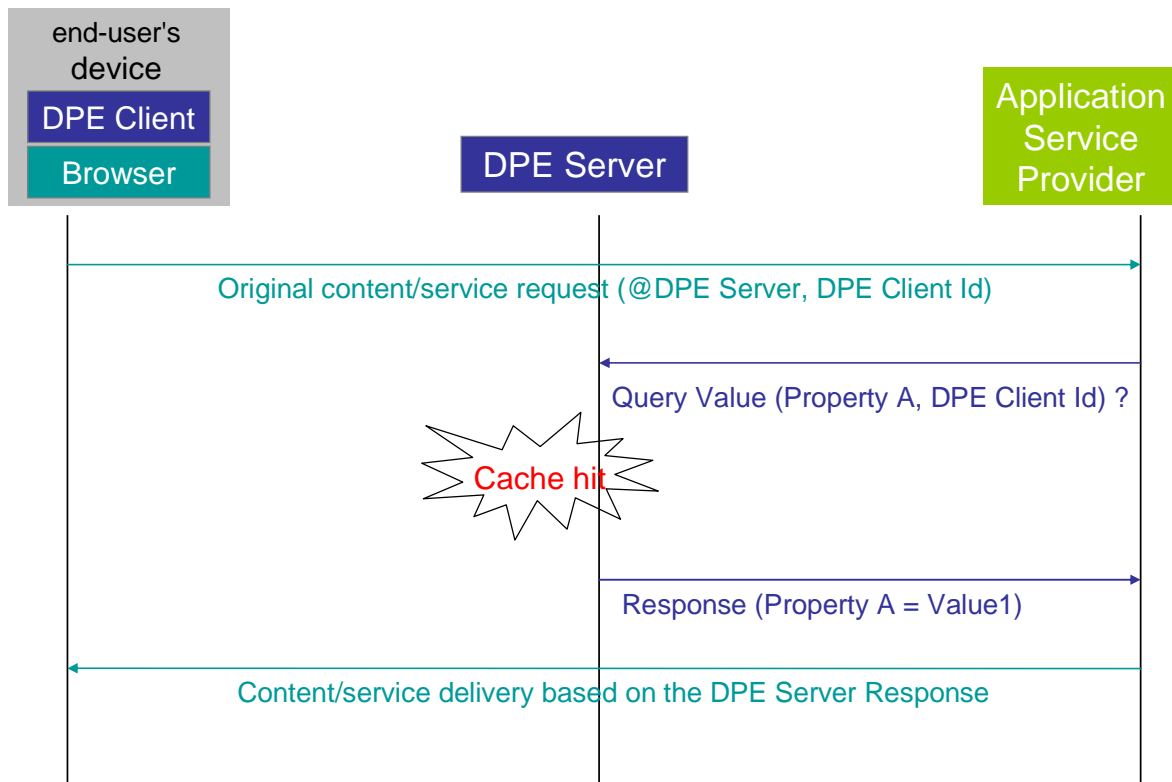 end-user's
device
DPE Client
Browser
DPE Server
Application
Service
Provider
Original content/service request (@DPE Server, DPE Client Id)
Query Value (Property A, DPE Client Id) ?
Cache hit
Response (Property A = Value1)
Content/service delivery based on the DPE Server Response